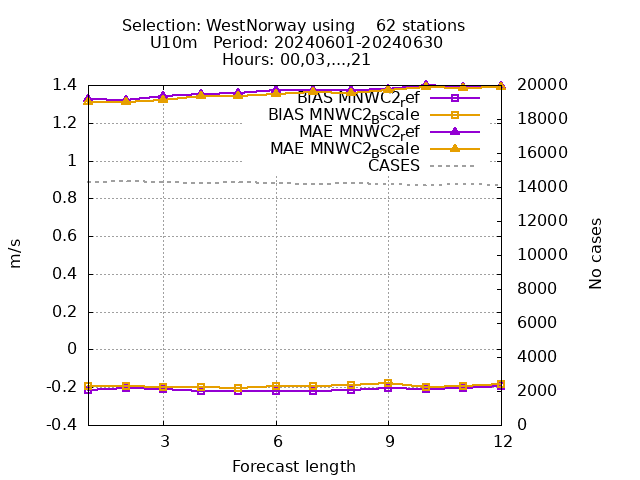 Selection: WestNorway using    62 stations
U10m   Period: 20240601-20240630
Hours: 00,03,...,21
BIAS MNWC2_ref
BIAS MNWC2_Bscale
MAE MNWC2_ref
MAE MNWC2_Bscale
CASES
1.4
1.2
1
0.8
0.6
0.4
0.2
0
-0.2
-0.4
m/s
20000
18000
16000
14000
12000
10000
8000
6000
4000
2000
0
No cases
3 6 9 12
Forecast length